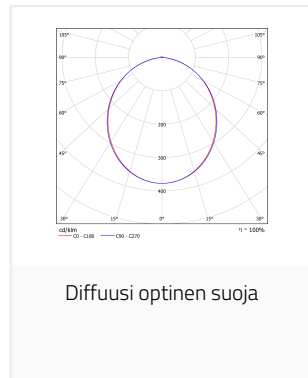 105° 105°
90° 90°
75° 75°
60° 60°
45° 45°
200
300
400
30° 15° 0° 15° 30°
cd/klm η = 100%
C0 - C180 C90 - C270
Diffuusi optinen suoja